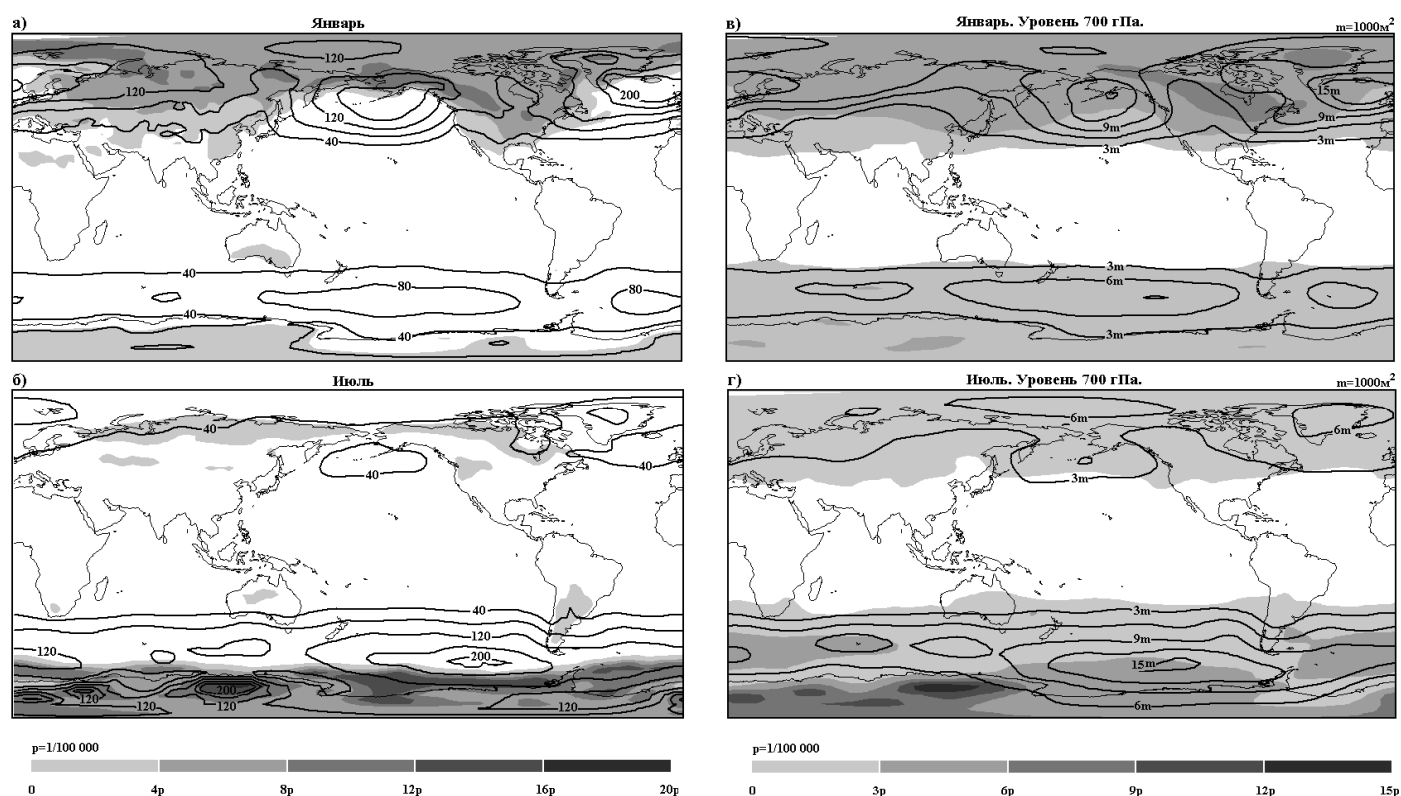 а)
Январь
120
120
200
120
40
40
80
80
40
40
в)
Январь. Уровень 700 гПа.
m=1000м²
15m
9m
9m
3m
3m
3m
6m
3m
б)
Июль
40
40
40
40
120
120
200
120
200
120
120
120
г)
Июль. Уровень 700 гПа.
m=1000м²
6m
6m
3m
3m
9m
15m
6m
p=1/100 000
0 4p 8p 12p 16p 20p
p=1/100 000
0 3p 6p 9p 12p 15p